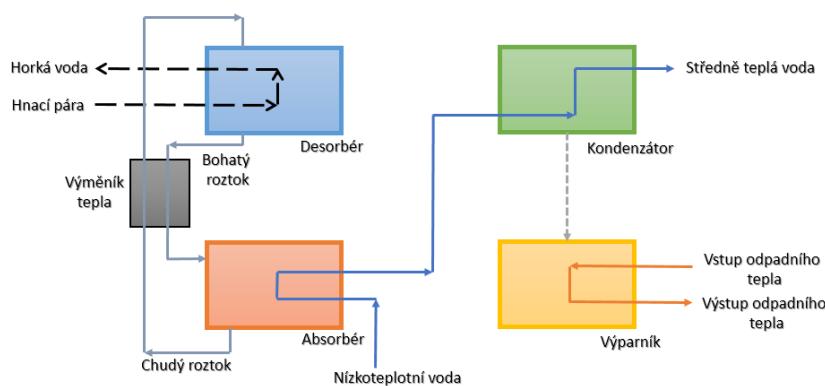 Horká voda
Hnací pára
Desorbér
Bohatý
roztok
Výměník
tepla
Absorbér
Chudý roztok
Nízkoteplotní voda
Středně teplá voda
Kondenzátor
Vstup odpadního
tepla
Výstup odpadního
tepla
Výparník